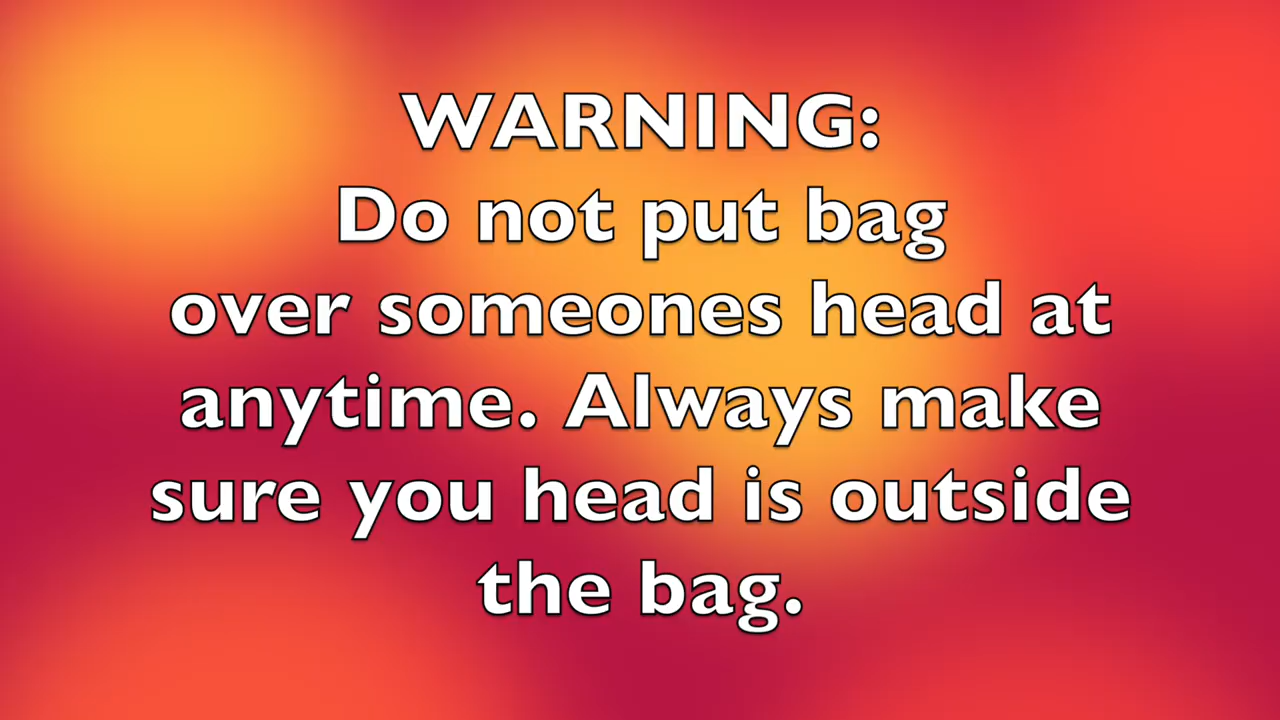 WARNING:
Do not put bag
over someones head at
anytime. Always make
sure you head is outside
the bag.